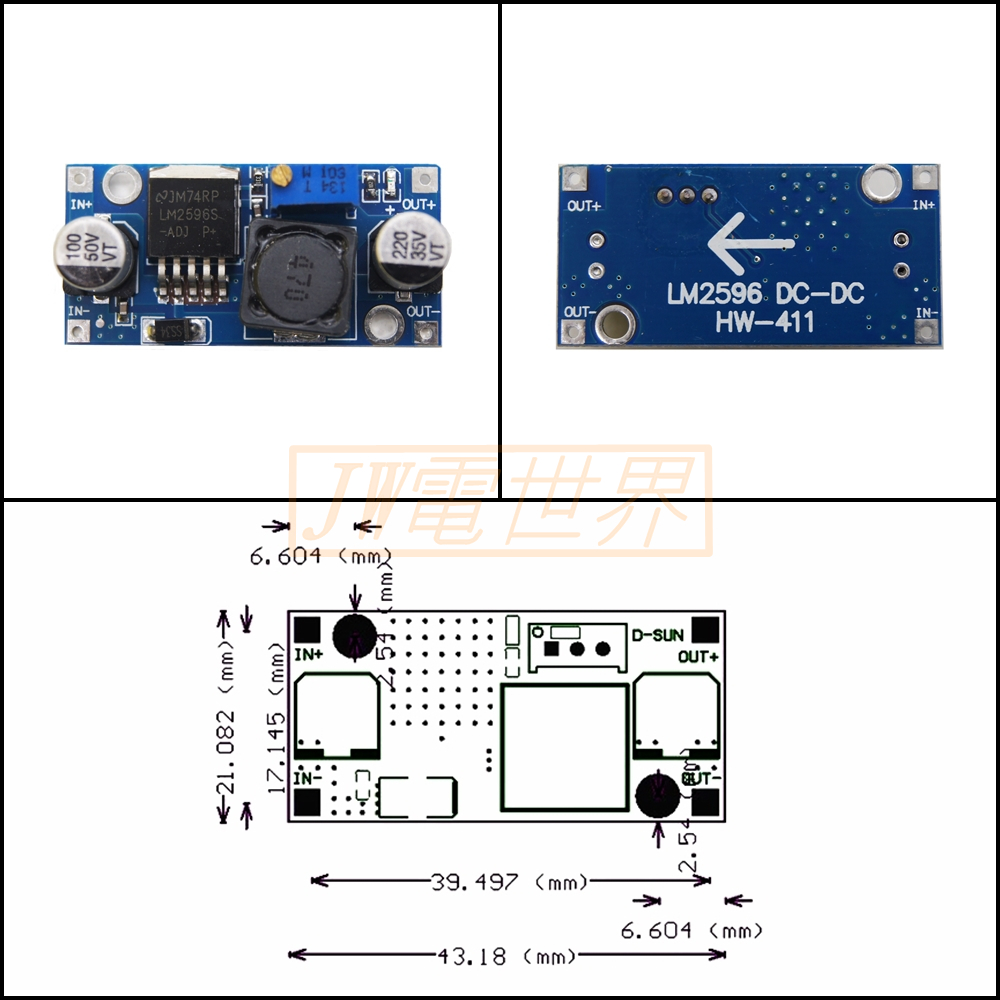 IN+
JM74RP
LM2596S
-ADJ P+
OUT+
+
100
50V
VT
470
220
35V
VT
IN-
OUT-
OUT+
IN+
LM2596 DC-DC
HW-411
OUT-
IN-
JW電世界
6.604 (mm)
2.54 (mm)
21.082 (mm)
17.145 (mm)
IN+
D-SUN
OUT+
IN-
OUT-
2.54 (mm)
39.497 (mm)
6.604 (mm)
43.18 (mm)